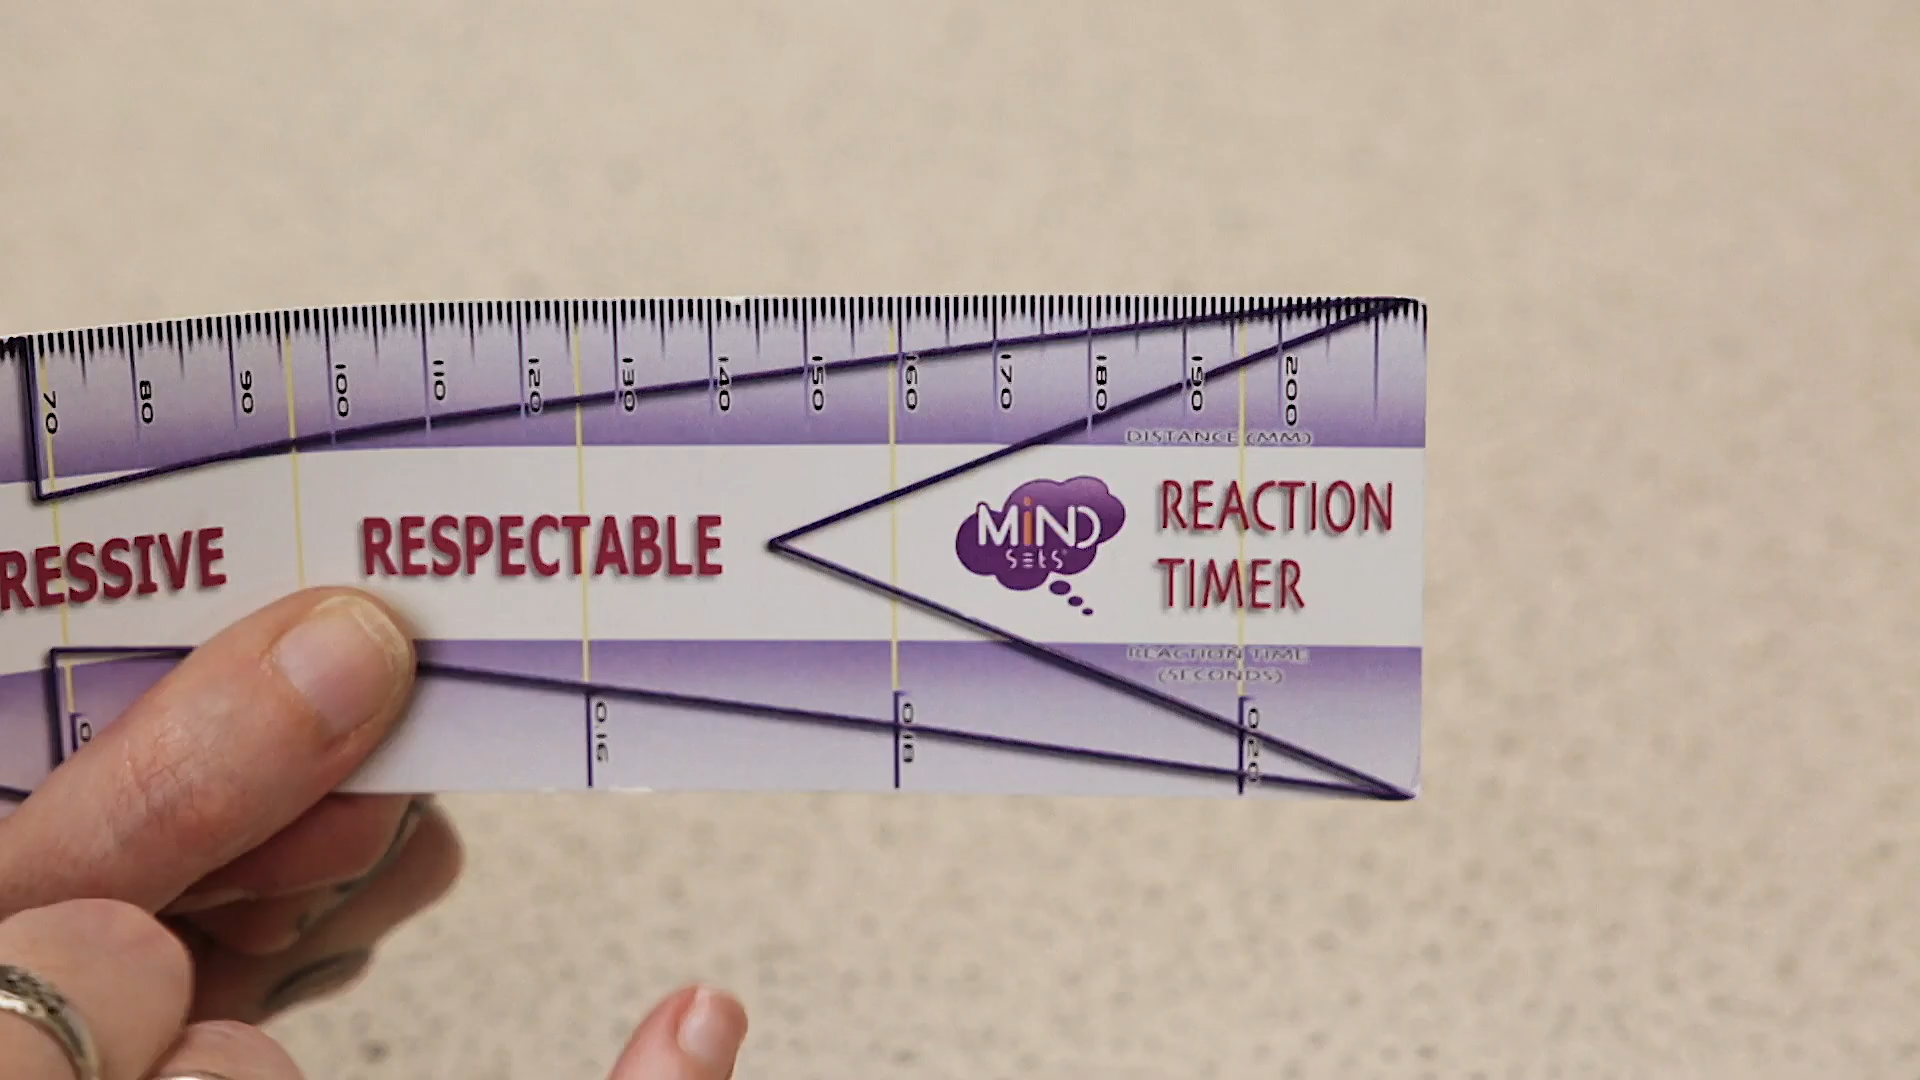 70 80 90 100 110 120 130 140 150 160 170 180 190 200
DISTANCE (MM)
RESSIVE RESPECTABLE
MiND
SEtS
REACTION
TIMER
REACTION TIME
(SECONDS)
0 0.16 0.18 0.20